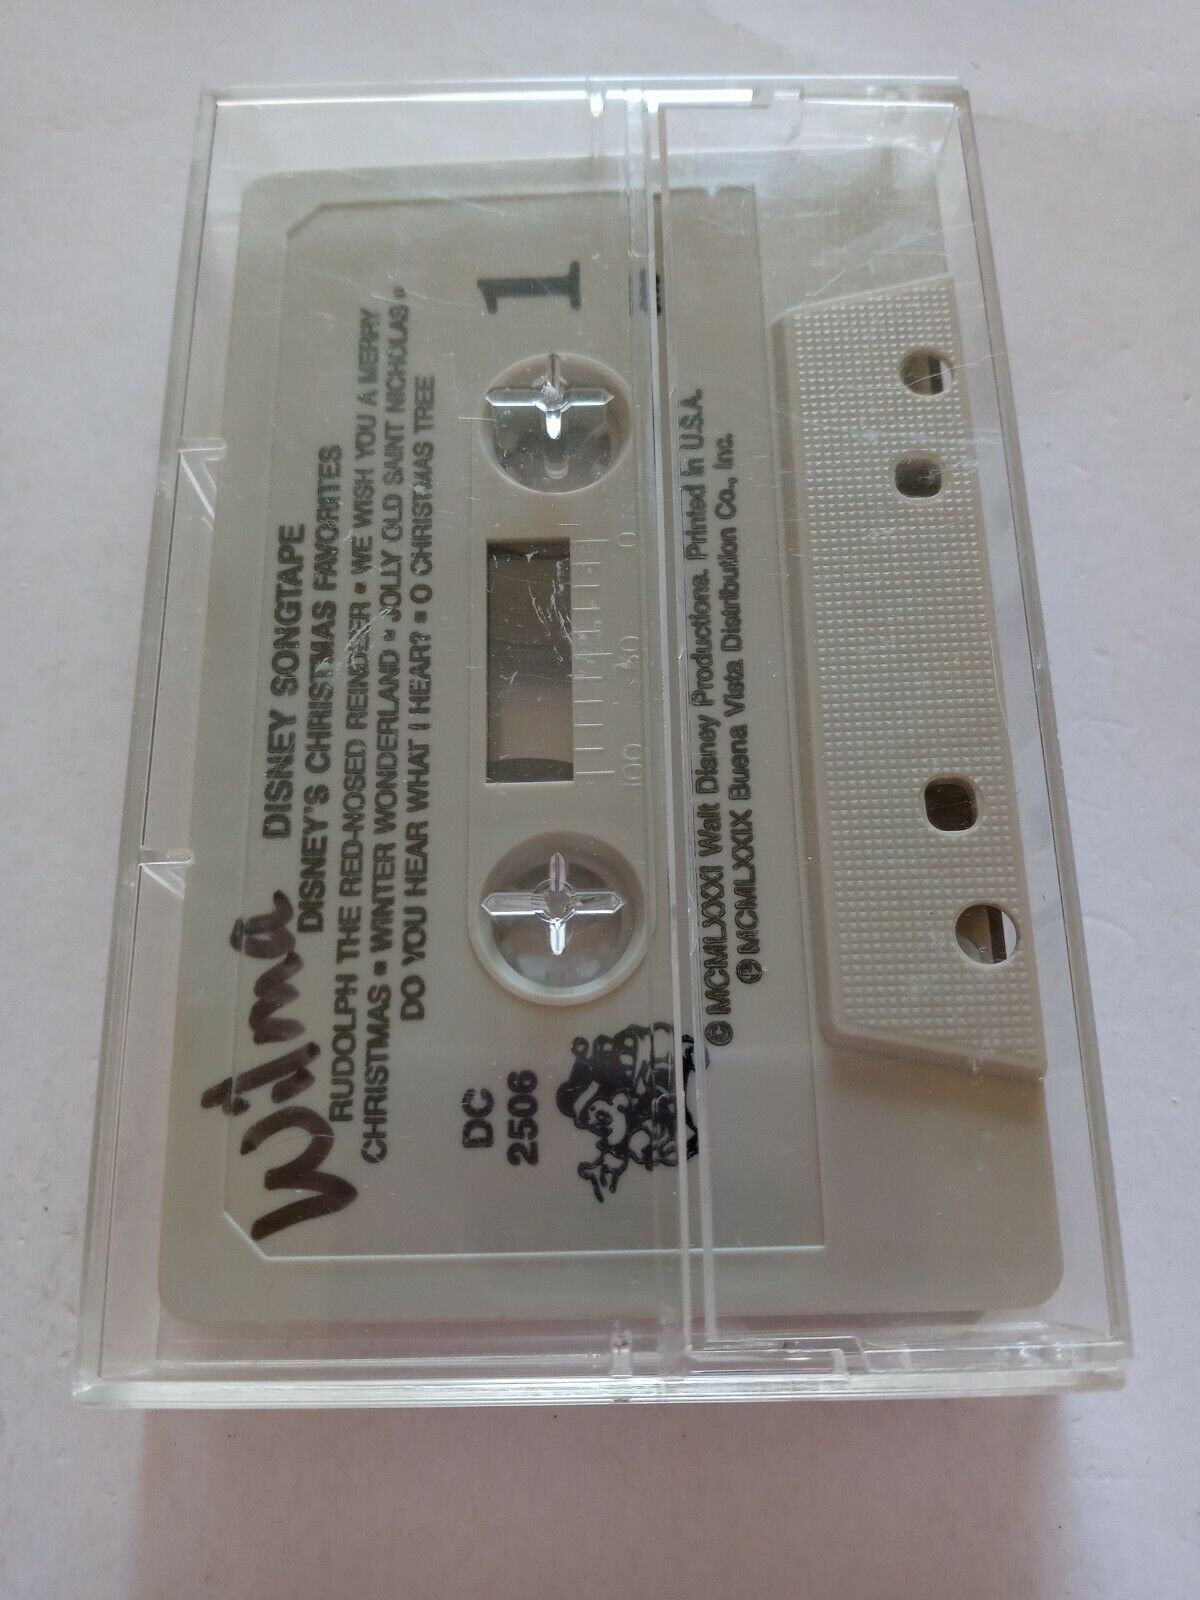 Wilma
DISNEY SONGTAPE
DISNEY'S CHRISTMAS FAVORITES
RUDOLPH THE RED-NOSED REINDEER • WE WISH YOU A MERRY
CHRISTMAS • WINTER WONDERLAND • JOLLY OLD SAINT NICHOLAS •
DO YOU HEAR WHAT I HEAR? • O CHRISTMAS TREE
DC
2506
1
100 50 0
© MCMLXXXI Walt Disney Productions. Printed in U.S.A.
℗ MCMLXXIX Buena Vista Distribution Co., Inc.